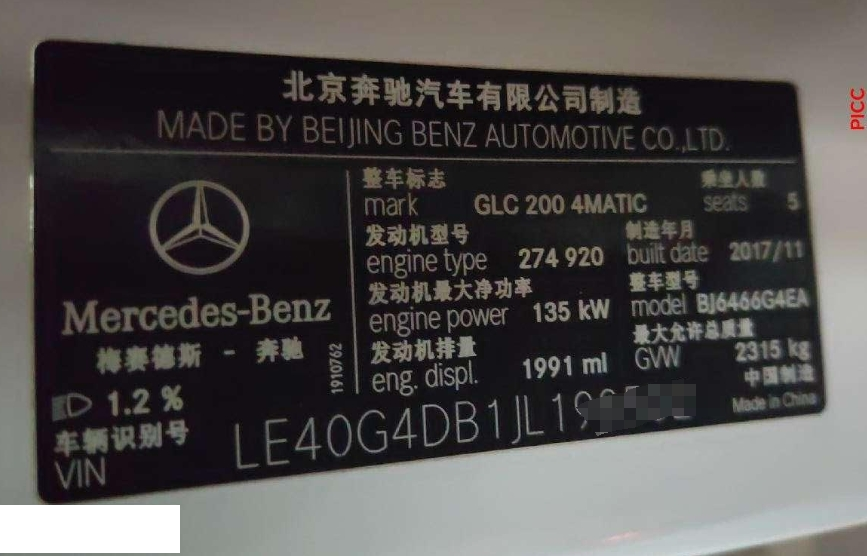 北京奔驰汽车有限公司制造
MADE BY BEIJING BENZ AUTOMOTIVE CO.,LTD.
整车标志 乘坐人数
mark GLC 200 4MATIC seats 5
发动机型号 制造年月
engine type 274 920 built date 2017/11
发动机最大净功率 整车型号
engine power 135 kW model BJ6466G4EA
发动机排量 最大允许总质量
eng. displ. 1991 ml GVW 2315 kg
中国制造
Made in China
Mercedes-Benz
梅赛德斯 - 奔驰
1910762
1.2 %
车辆识别号
VIN LE40G4DB1JL19
PICC